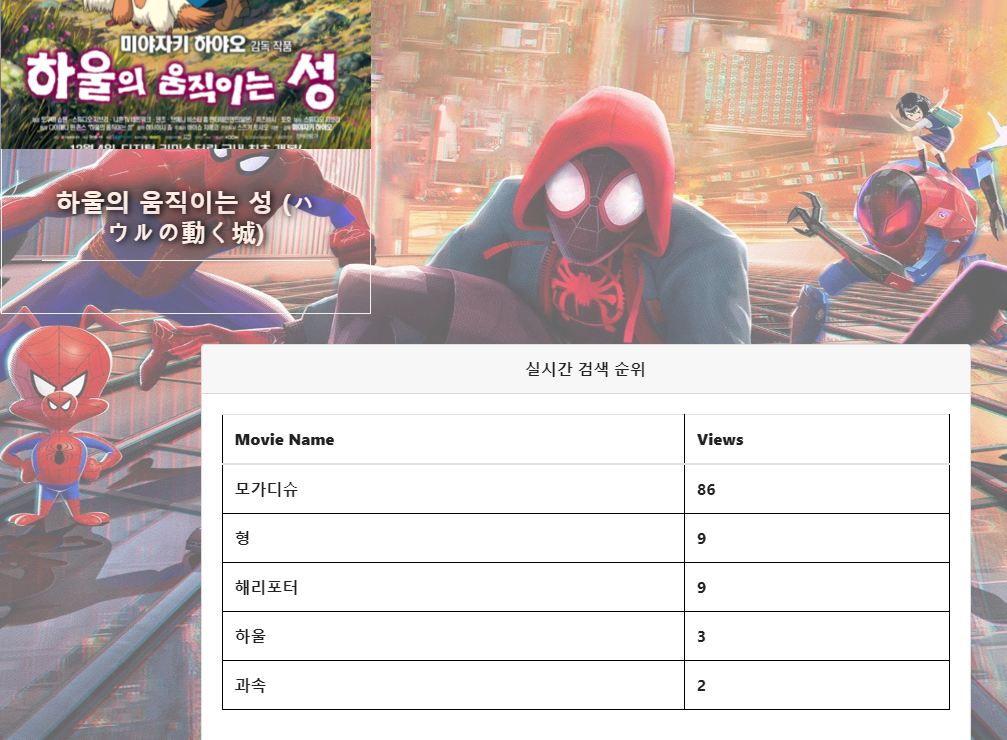 미야자키 하야오 감독 작품
하울의 움직이는 성
하울의 움직이는 성 (ハ
ウルの動く城)
실시간 검색 순위
Movie Name Views
모가디슈 86
형 9
해리포터 9
하울 3
과속 2